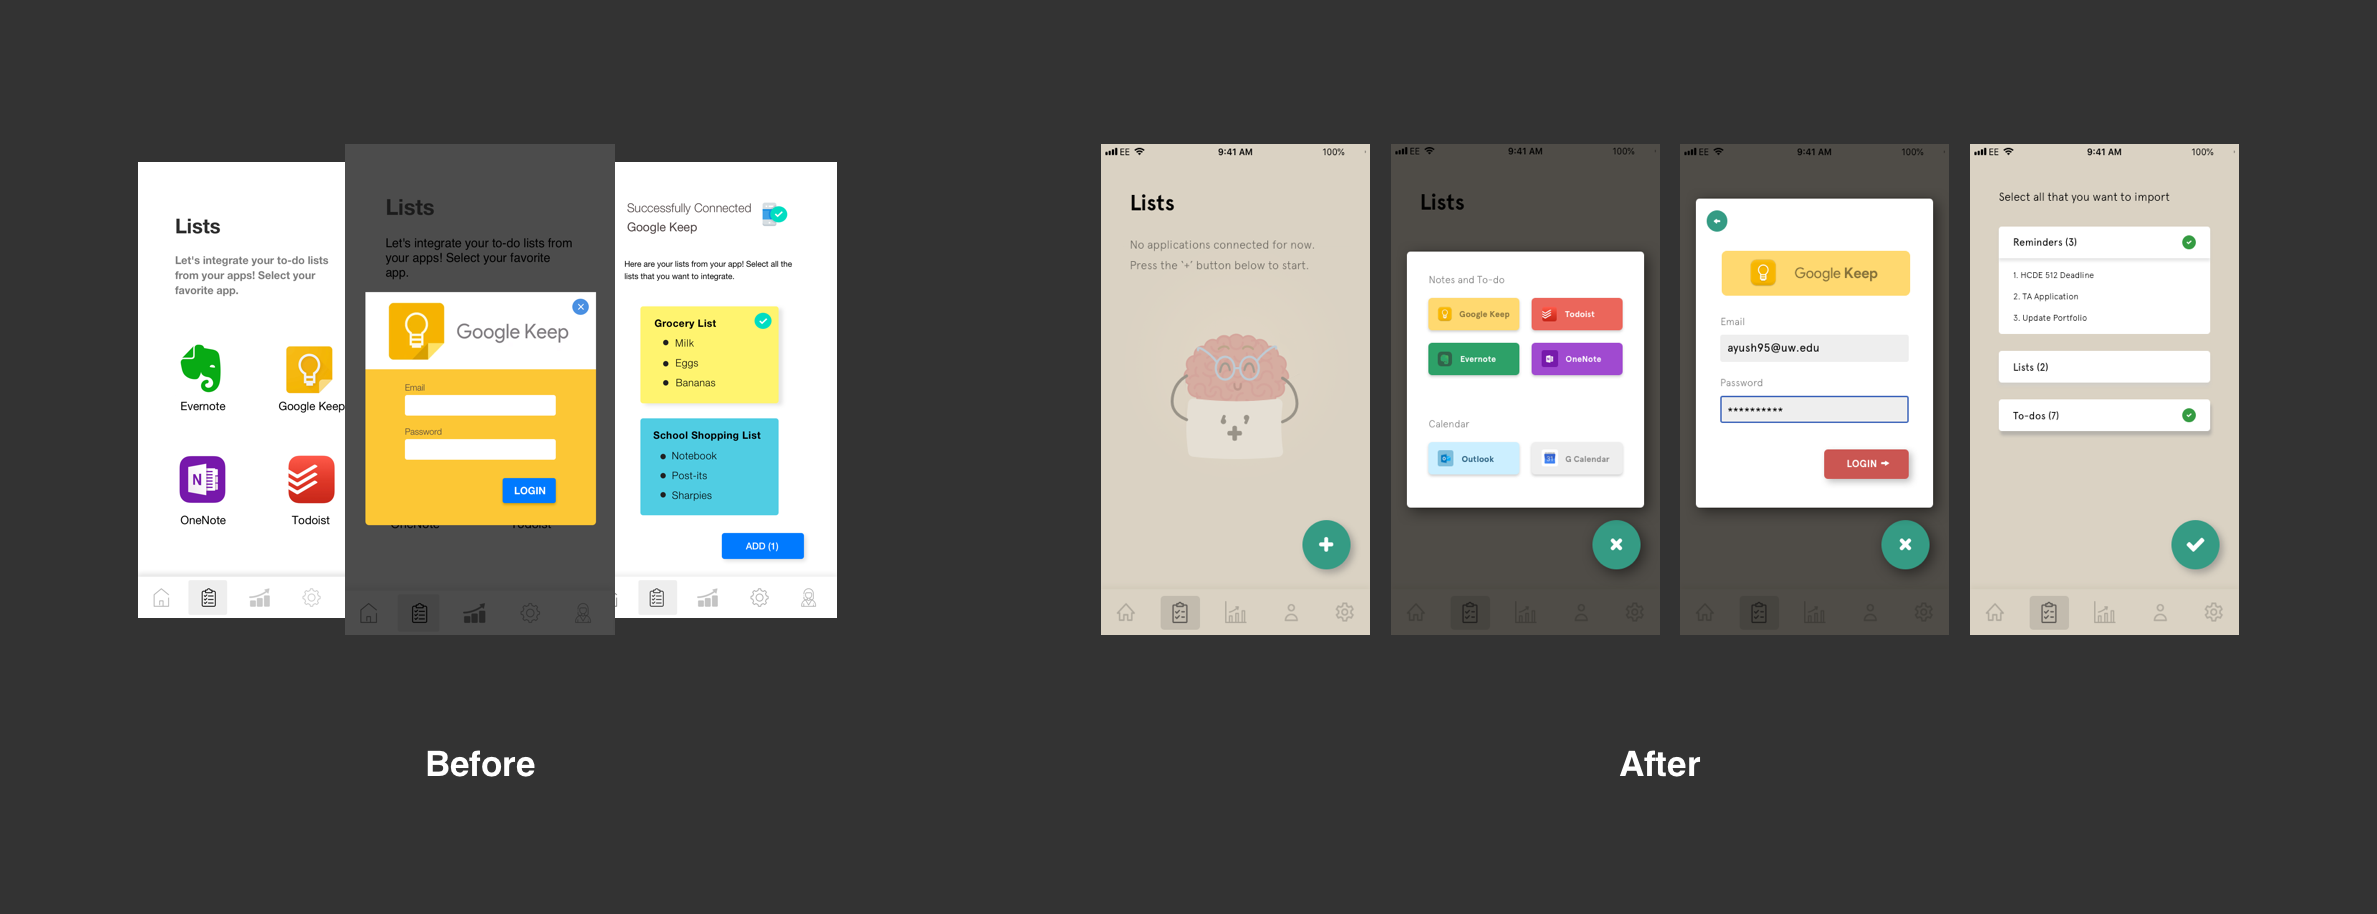 Lists
Let's integrate your to-do lists
from your apps! Select your
favorite app.
Evernote
Google Keep
N
OneNote
Todoist
Lists
Let's integrate your to-do lists from
your apps! Select your favorite
app.
Google Keep
Email
Password
LOGIN
OneNote
Todoist
Successfully Connected
Google Keep
Here are your lists from your app! Select all the
lists that you want to integrate.
Grocery List
Milk
Eggs
Bananas
School Shopping List
Notebook
Post-its
Sharpies
ADD (1)
Before
EE
9:41 AM
100%
Lists
No applications connected for now.
Press the '+' button below to start.
EE
9:41 AM
100%
Lists
Notes and To-do
Google Keep
Todoist
Evernote
N
OneNote
Calendar
Outlook
31
G Calendar
EE
9:41 AM
100%
Google Keep
Email
ayush95@uw.edu
Password
**********
LOGIN
EE
9:41 AM
100%
Select all that you want to import
Reminders (3)
1. HCDE 512 Deadline
2. TA Application
3. Update Portfolio
Lists (2)
To-dos (7)
After